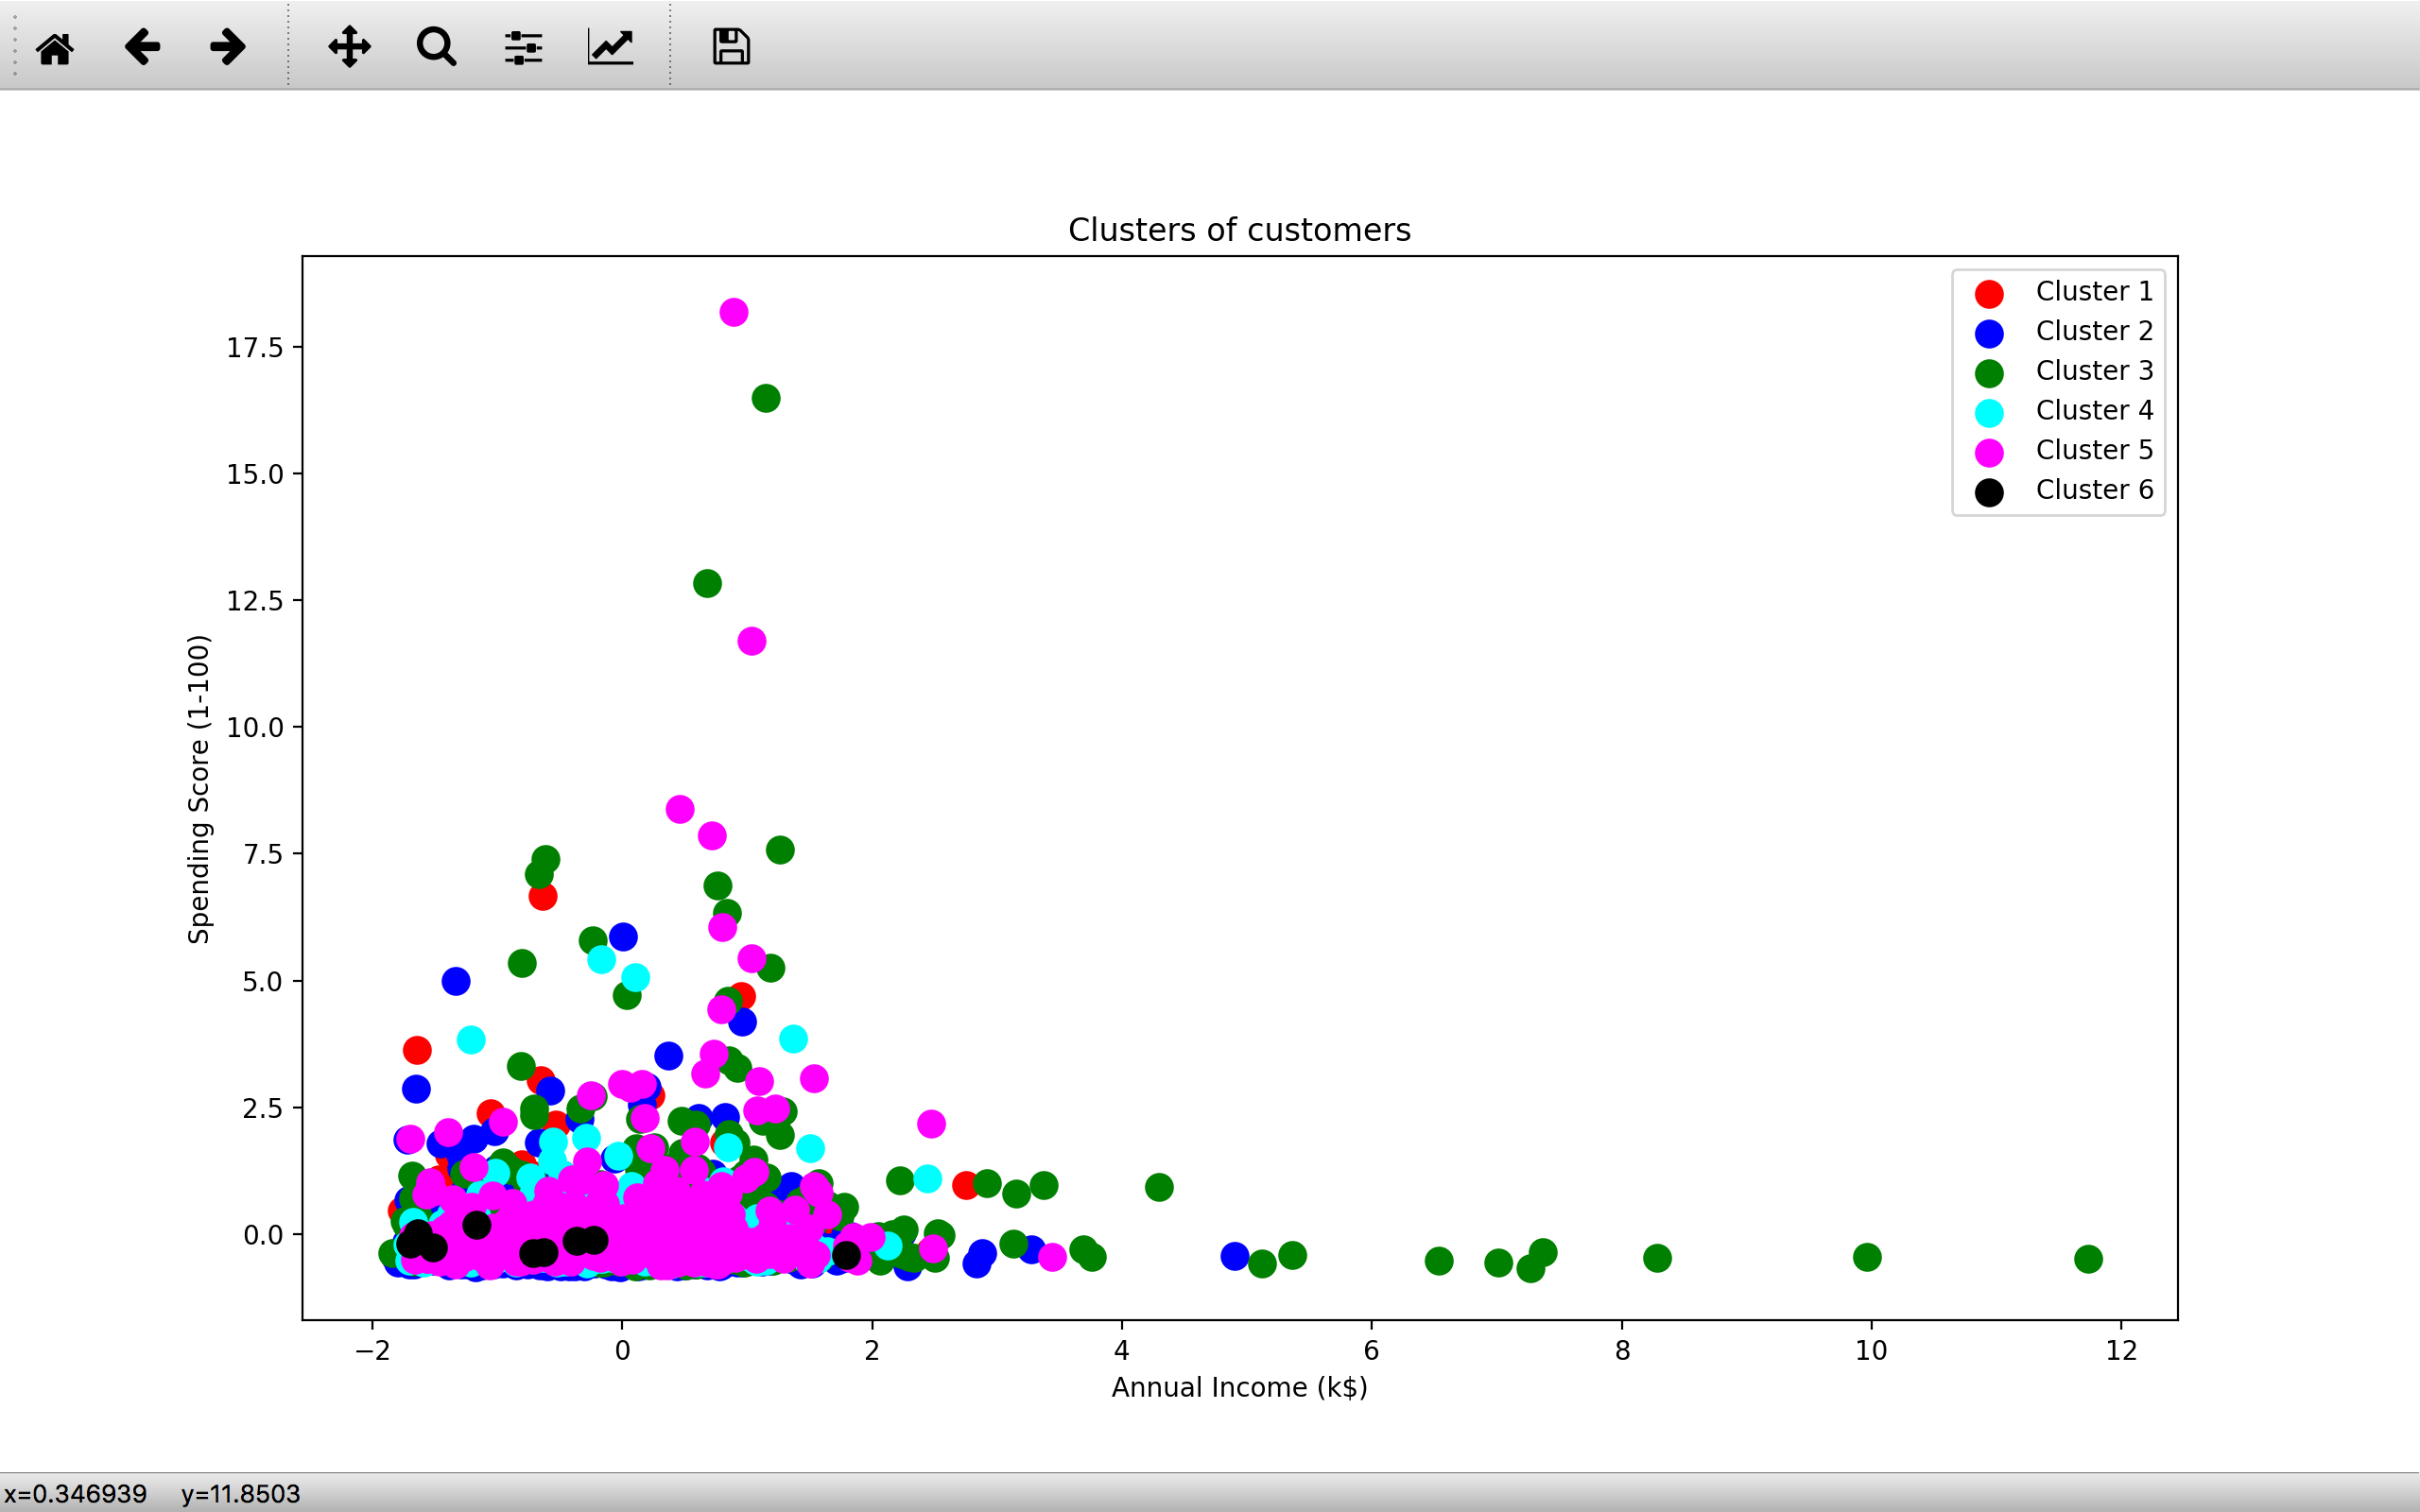 Clusters of customers
Cluster 1
Cluster 2
Cluster 3
Cluster 4
Cluster 5
Cluster 6
17.5
15.0
12.5
10.0
7.5
5.0
2.5
0.0
Spending Score (1-100)
−2 0 2 4 6 8 10 12
Annual Income (k$)
x=0.346939 y=11.8503